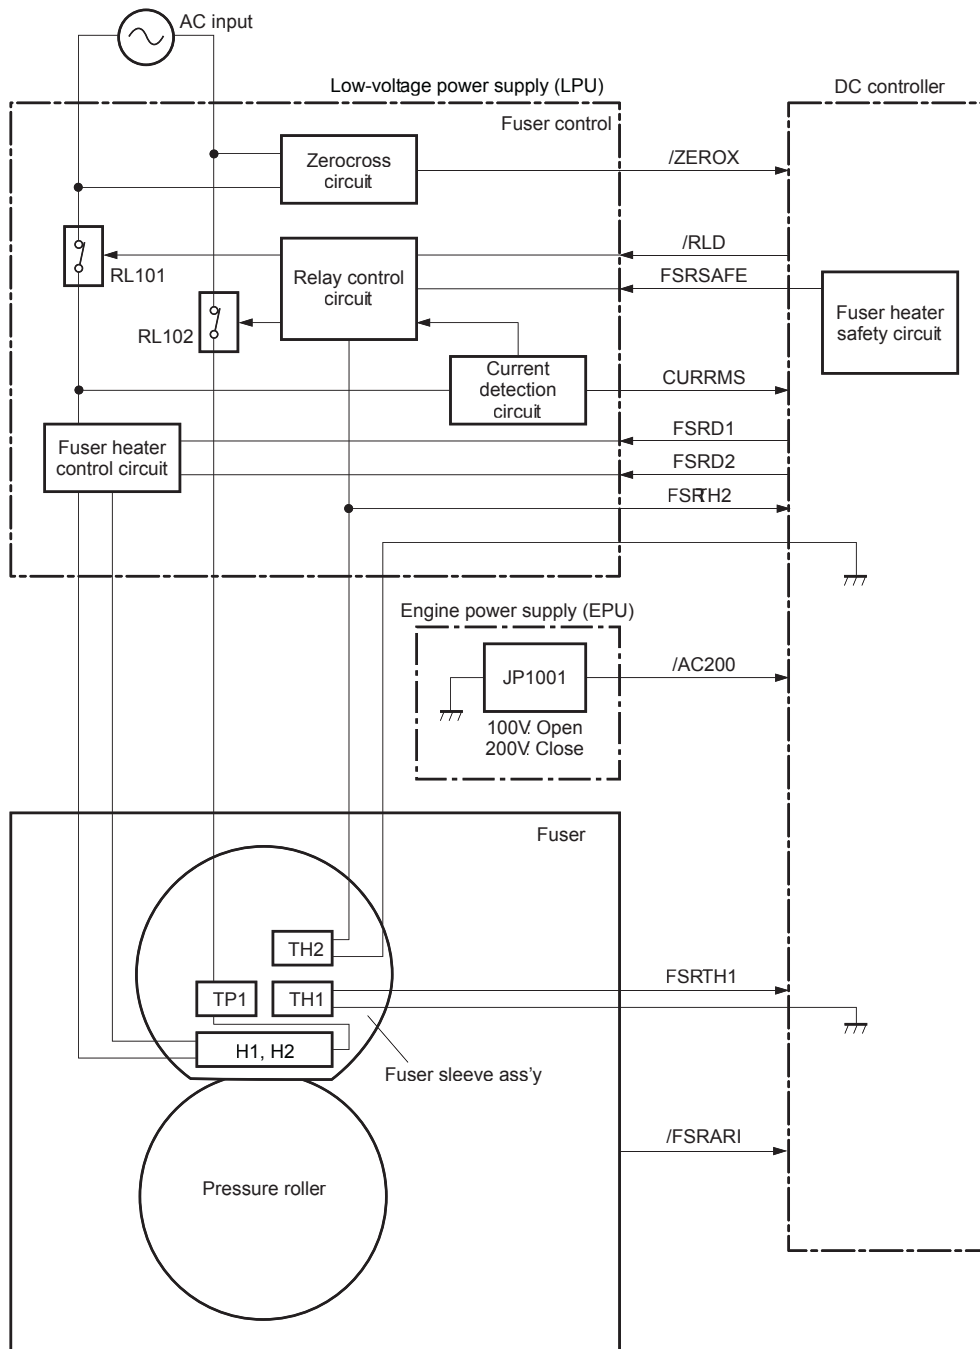 AC input
Low-voltage power supply (LPU)
DC controller
Fuser control
Zerocross
circuit
/ZEROX
RL101
Relay control
circuit
/RLD
FSRSAFE
RL102
Fuser heater
safety circuit
Current
detection
circuit
CURRMS
Fuser heater
control circuit
FSRD1
FSRD2
FSRTH2
Engine power supply (EPU)
JP1001
/AC200
100V: Open
200V: Close
Fuser
TH2
TP1
TH1
FSRTH1
H1, H2
Fuser sleeve ass'y
/FSRARI
Pressure roller